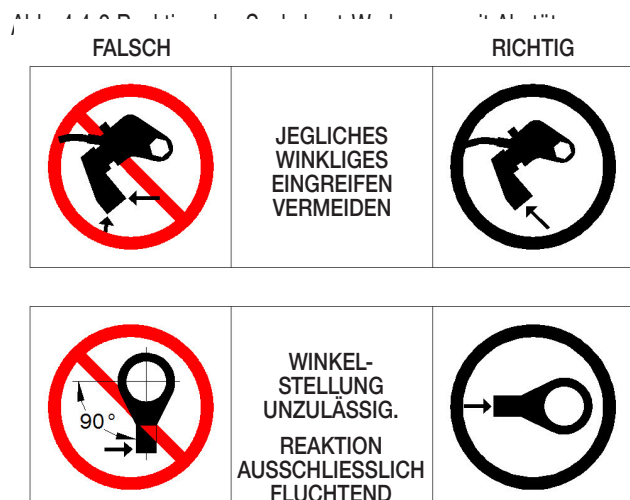 FALSCH
RICHTIG
JEGLICHES
WINKLIGES
EINGREIFEN
VERMEIDEN
WINKEL-
STELLUNG
UNZULÄSSIG.
90°
REAKTION
AUSSCHLIESSLICH
FLUCHTEND